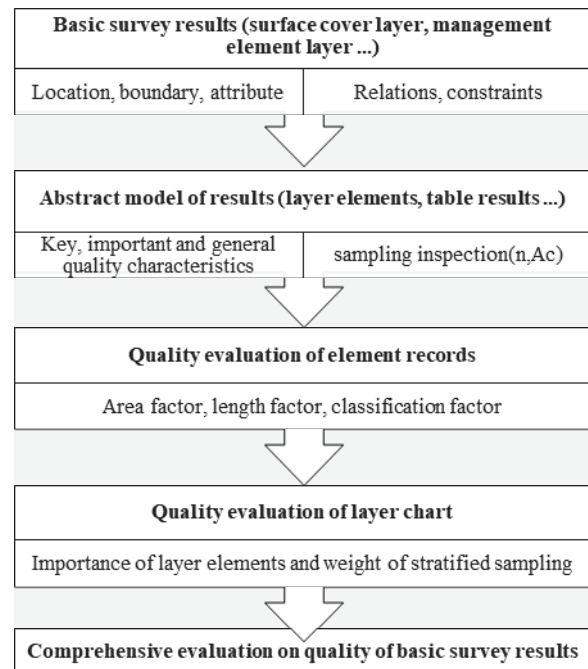 Basic survey results (surface cover layer, management
element layer ...)
Location, boundary, attribute
Relations, constraints
Abstract model of results (layer elements, table results ...)
Key, important and general
quality characteristics
sampling inspection(n,Ac)
Quality evaluation of element records
Area factor, length factor, classification factor
Quality evaluation of layer chart
Importance of layer elements and weight of stratified sampling
Comprehensive evaluation on quality of basic survey results